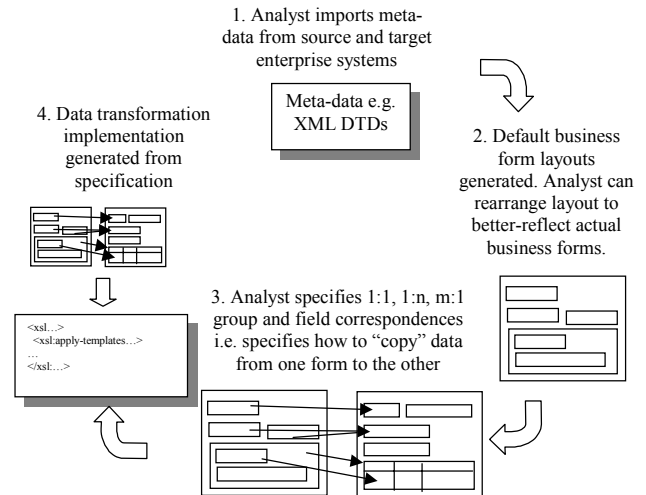 1. Analyst imports meta-
data from source and target
enterprise systems
Meta-data e.g.
XML DTDs
2. Default business
form layouts
generated. Analyst can
rearrange layout to
better-reflect actual
business forms.
3. Analyst specifies 1:1, 1:n, m:1
group and field correspondences
i.e. specifies how to “copy” data
from one form to the other
4. Data transformation
implementation
generated from
specification
<xsl…>
<xsl:apply-templates…>
…
</xsl:…>